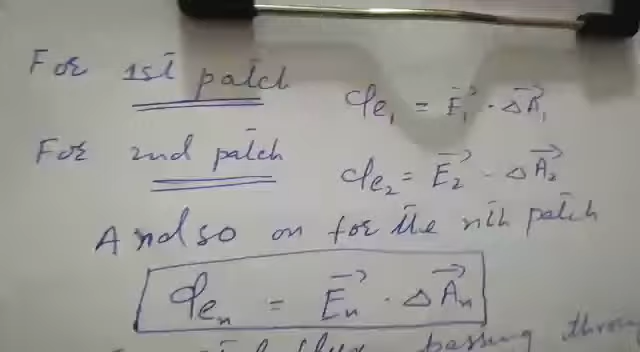 For 1st patch φe₁ = E₁⃗ · ΔA₁⃗
For 2nd patch φe₂ = E₂⃗ · ΔA₂⃗
And so on for the nth patch
φeₙ = Eₙ⃗ · ΔAₙ⃗
flux passing through